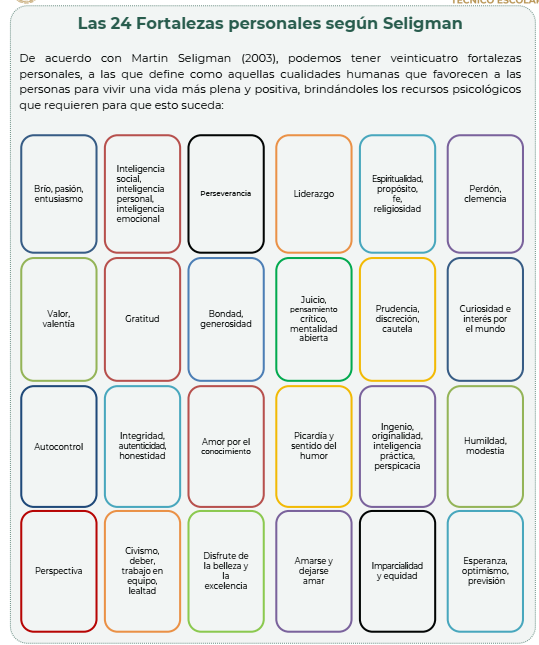 TÉCNICO ESCOLAR
Las 24 Fortalezas personales según Seligman
De acuerdo con Martin Seligman (2003), podemos tener veinticuatro fortalezas
personales, a las que define como aquellas cualidades humanas que favorecen a las
personas para vivir una vida más plena y positiva, brindándoles los recursos psicológicos
que requieren para que esto suceda:
Brío, pasión,
entusiasmo
Inteligencia
social,
inteligencia
personal,
inteligencia
emocional
Perseverancia
Liderazgo
Espiritualidad,
propósito,
fe,
religiosidad
Perdón,
clemencia
Valor,
valentía
Gratitud
Bondad,
generosidad
Juicio,
pensamiento
crítico,
mentalidad
abierta
Prudencia,
discreción,
cautela
Curiosidad e
interés por
el mundo
Autocontrol
Integridad,
autenticidad,
honestidad
Amor por el
conocimiento
Picardía y
sentido del
humor
Ingenio,
originalidad,
inteligencia
práctica,
perspicacia
Humildad,
modestia
Perspectiva
Civismo,
deber,
trabajo en
equipo,
lealtad
Disfrute de
la belleza y
la
excelencia
Amarse y
dejarse
amar
Imparcialidad
y equidad
Esperanza,
optimismo,
previsión